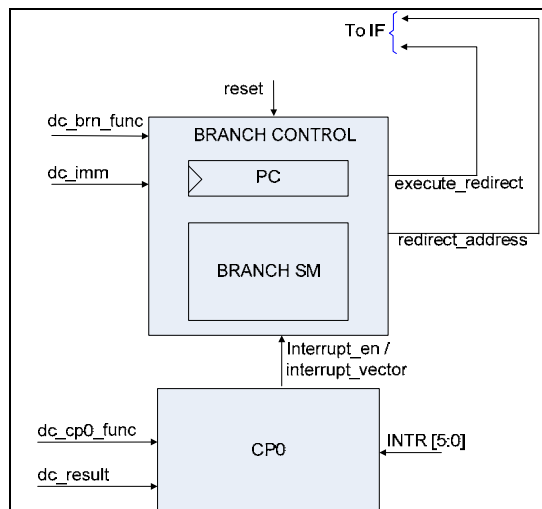 To IF
reset
dc_brn_func
BRANCH CONTROL
dc_imm
PC
execute_redirect
redirect_address
BRANCH SM
Interrupt_en /
interrupt_vector
dc_cp0_func
CP0
INTR [5:0]
dc_result